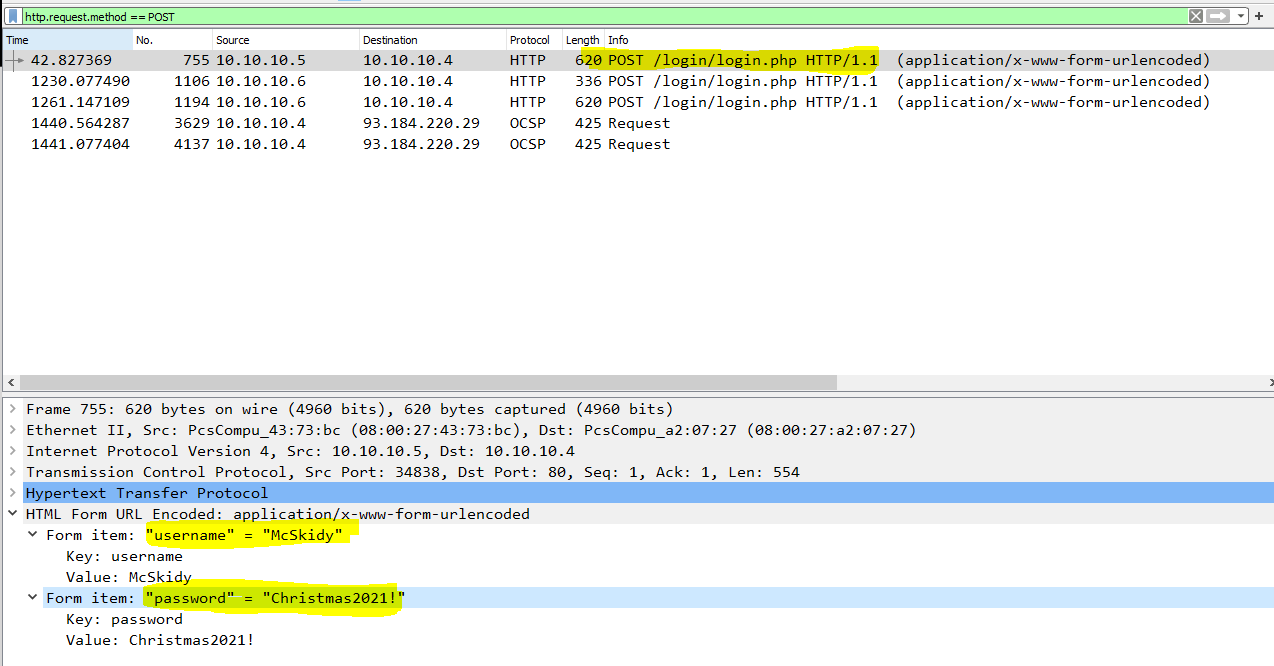 http.request.method == POST
Time No. Source Destination Protocol Length Info
42.827369 755 10.10.10.5 10.10.10.4 HTTP 620 POST /login/login.php HTTP/1.1 (application/x-www-form-urlencoded)
1230.077490 1106 10.10.10.6 10.10.10.4 HTTP 336 POST /login/login.php HTTP/1.1 (application/x-www-form-urlencoded)
1261.147109 1194 10.10.10.6 10.10.10.4 HTTP 620 POST /login/login.php HTTP/1.1 (application/x-www-form-urlencoded)
1440.564287 3629 10.10.10.4 93.184.220.29 OCSP 425 Request
1441.077404 4137 10.10.10.4 93.184.220.29 OCSP 425 Request
Frame 755: 620 bytes on wire (4960 bits), 620 bytes captured (4960 bits)
Ethernet II, Src: PcsCompu_43:73:bc (08:00:27:43:73:bc), Dst: PcsCompu_a2:07:27 (08:00:27:a2:07:27)
Internet Protocol Version 4, Src: 10.10.10.5, Dst: 10.10.10.4
Transmission Control Protocol, Src Port: 34838, Dst Port: 80, Seq: 1, Ack: 1, Len: 554
Hypertext Transfer Protocol
HTML Form URL Encoded: application/x-www-form-urlencoded
Form item: "username" = "McSkidy"
Key: username
Value: McSkidy
Form item: "password" = "Christmas2021!"
Key: password
Value: Christmas2021!